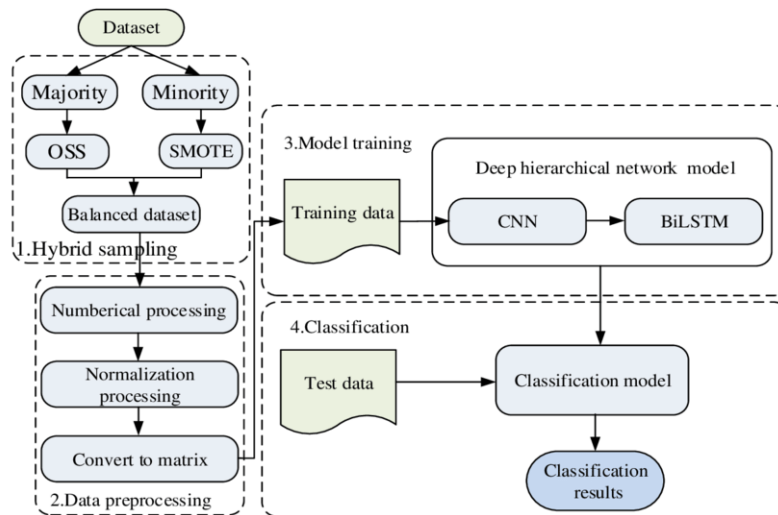 Dataset
Majority
Minority
OSS
SMOTE
Balanced dataset
1.Hybrid sampling
Numberical processing
Normalization
processing
Convert to matrix
2.Data preprocessing
3.Model training
Training data
Deep hierarchical network model
CNN
BiLSTM
4.Classification
Test data
Classification model
Classification
results